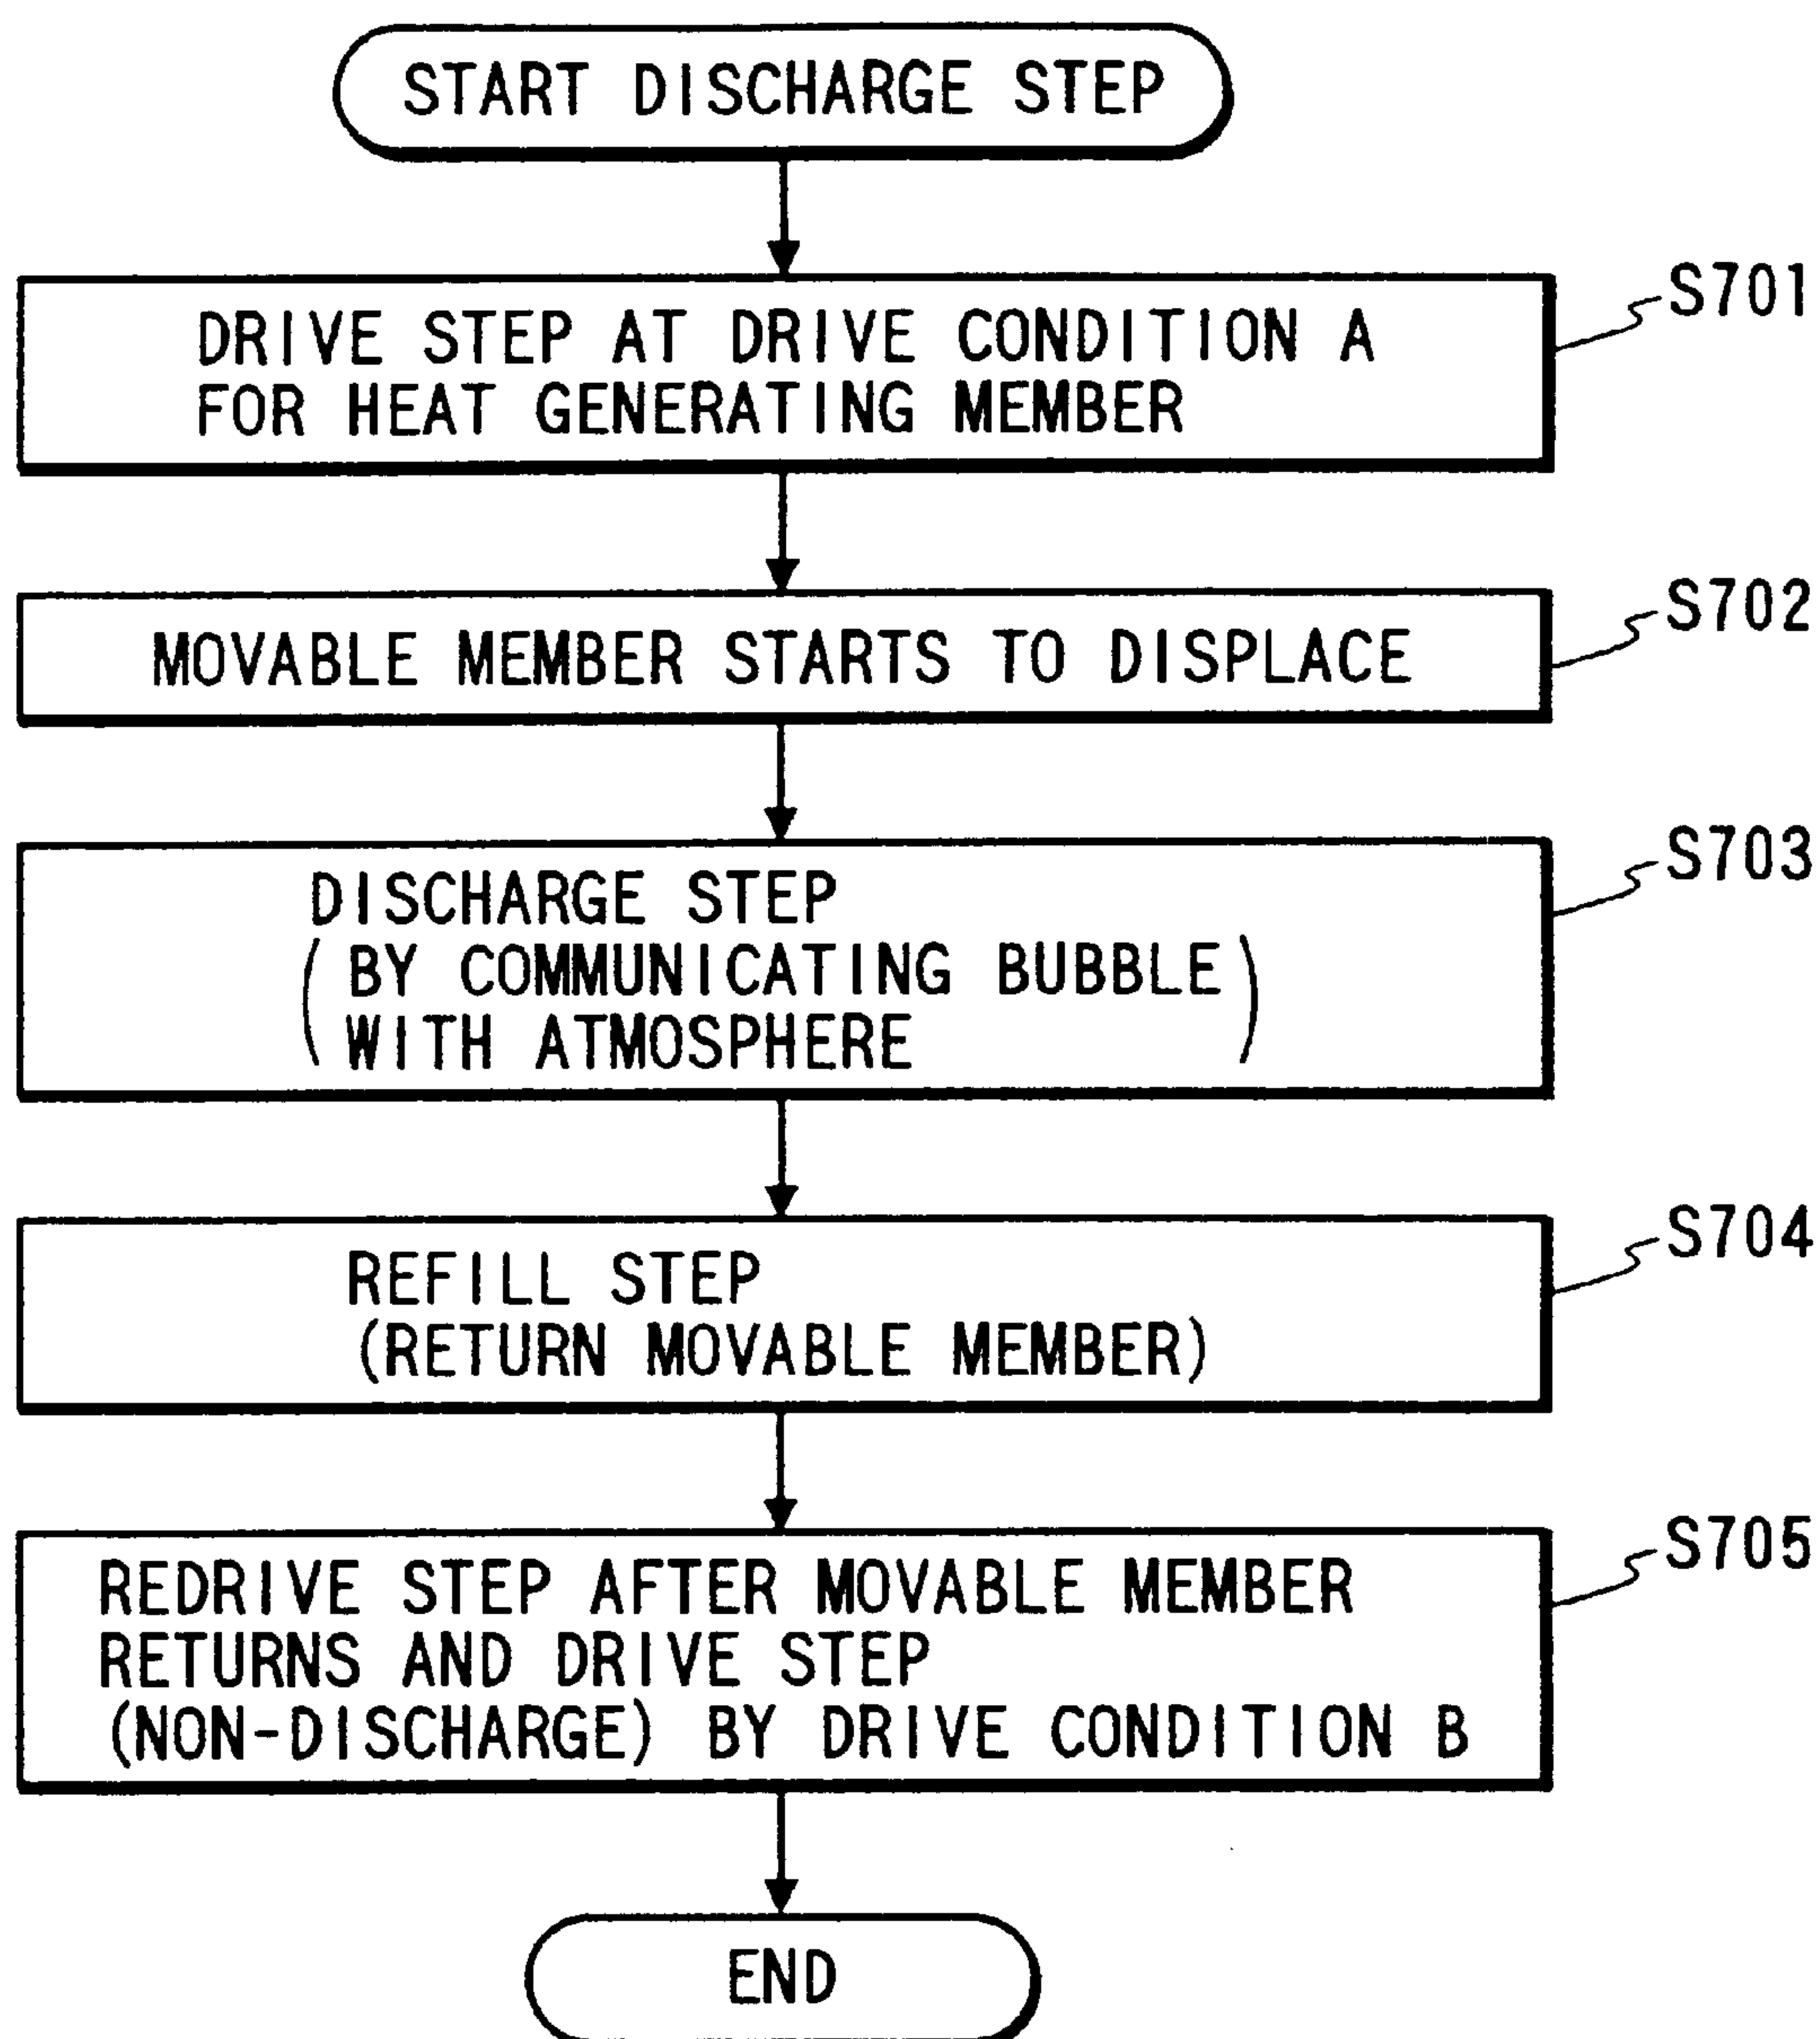 START DISCHARGE STEP
S701
DRIVE STEP AT DRIVE CONDITION A
FOR HEAT GENERATING MEMBER
S702
MOVABLE MEMBER STARTS TO DISPLACE
S703
DISCHARGE STEP
(BY COMMUNICATING BUBBLE
WITH ATMOSPHERE)
S704
REFILL STEP
(RETURN MOVABLE MEMBER)
S705
REDRIVE STEP AFTER MOVABLE MEMBER
RETURNS AND DRIVE STEP
(NON-DISCHARGE) BY DRIVE CONDITION B
END